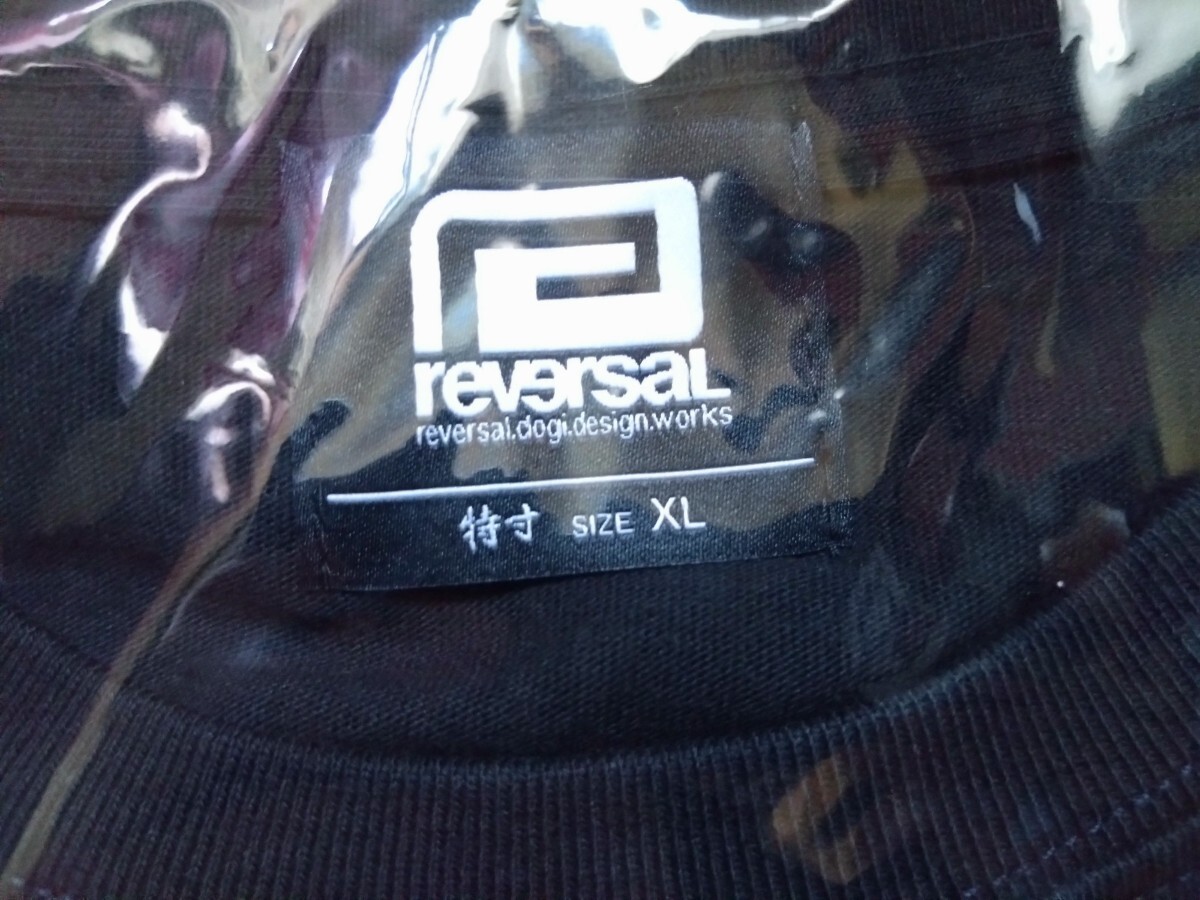 reversal
reversal.dogi.design.works
特寸 SIZE XL